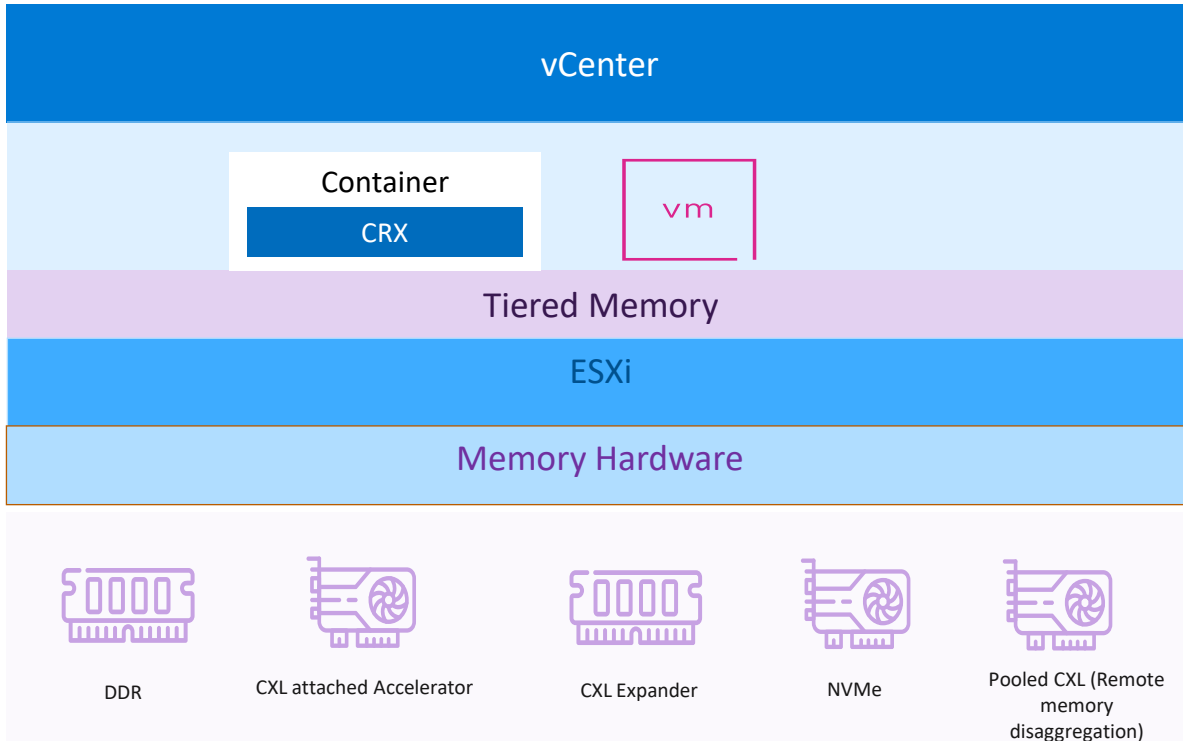 vCenter
Container
vm
CRX
Tiered Memory
ESXi
Memory Hardware
DDR
CXL attached Accelerator
CXL Expander
NVMe
Pooled CXL (Remote
memory
disaggregation)